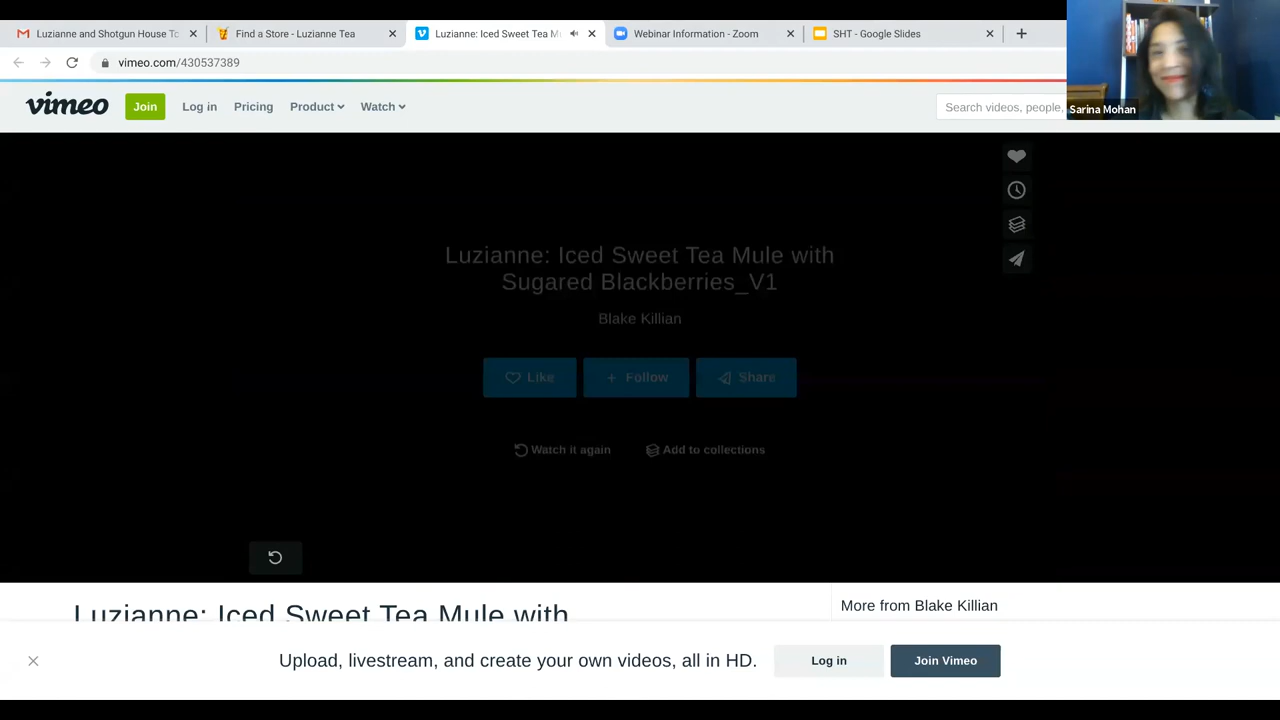 Luzianne and Shotgun House To
Find a Store - Luzianne Tea
Luzianne: Iced Sweet Tea M
Webinar Information - Zoom
SHT - Google Slides
vimeo.com/430537389
vimeo
Join
Log in
Pricing
Product
Watch
Search videos, people,
Sarina Mohan
Luzianne: Iced Sweet Tea Mule with
Sugared Blackberries_V1
Blake Killian
Like
Follow
Share
Watch it again
Add to collections
Luzianne: Iced Sweet Tea Mule with
More from Blake Killian
Upload, livestream, and create your own videos, all in HD.
Log in
Join Vimeo